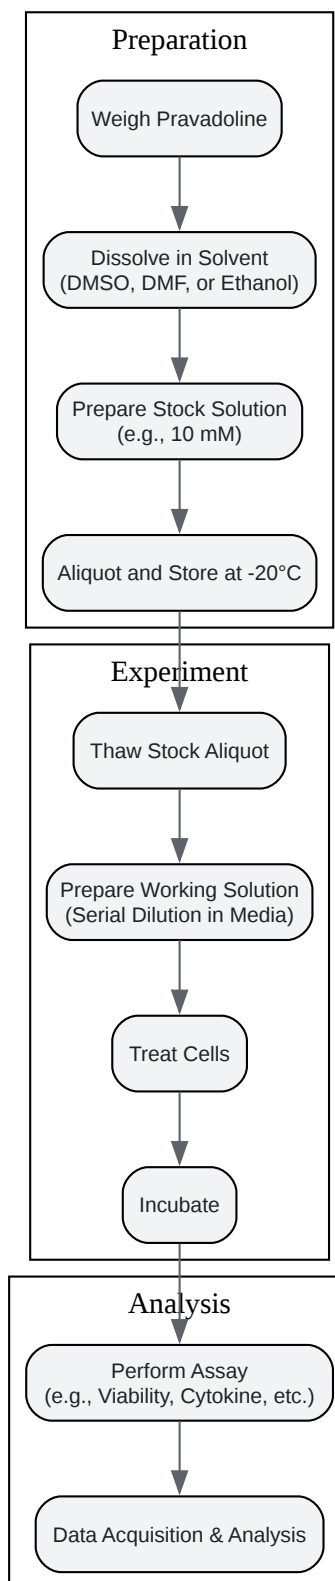 Preparation
Weigh Pravadoline
Dissolve in Solvent
(DMSO, DMF, or Ethanol)
Prepare Stock Solution
(e.g., 10 mM)
Aliquot and Store at -20°C
Experiment
Thaw Stock Aliquot
Prepare Working Solution
(Serial Dilution in Media)
Treat Cells
Incubate
Analysis
Perform Assay
(e.g., Viability, Cytokine, etc.)
Data Acquisition & Analysis